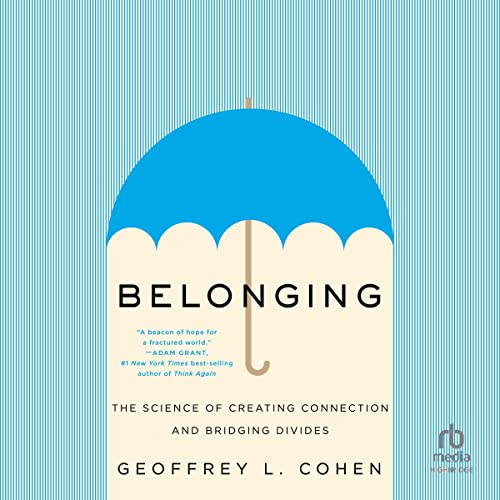 BELONGING
"A beacon of hope for
a fractured world."
—ADAM GRANT,
#1 New York Times best-selling
author of Think Again
THE SCIENCE OF CREATING CONNECTION
AND BRIDGING DIVIDES
GEOFFREY L. COHEN
rb
media
HIGHBRIDGE